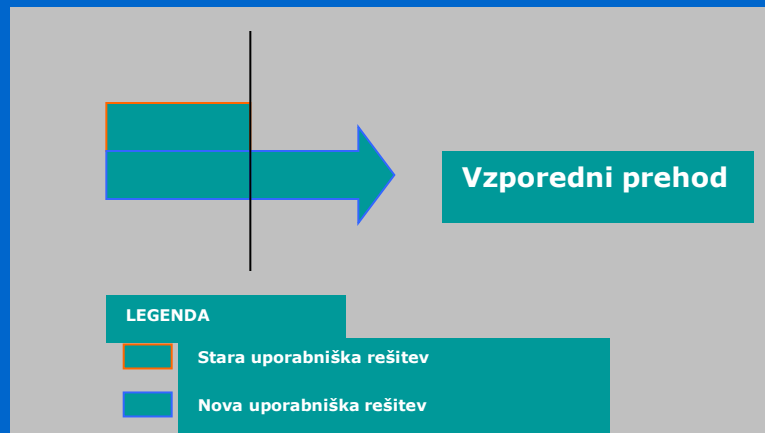 Vzporedni prehod
LEGENDA
Stara uporabniška rešitev
Nova uporabniška rešitev